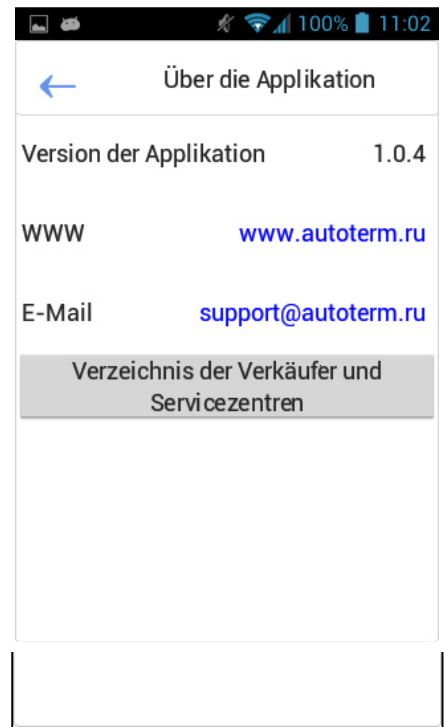 100% 11:02
Über die Applikation
Version der Applikation 1.0.4
WWW www.autoterm.ru
E-Mail support@autoterm.ru
Verzeichnis der Verkäufer und
Servicezentren